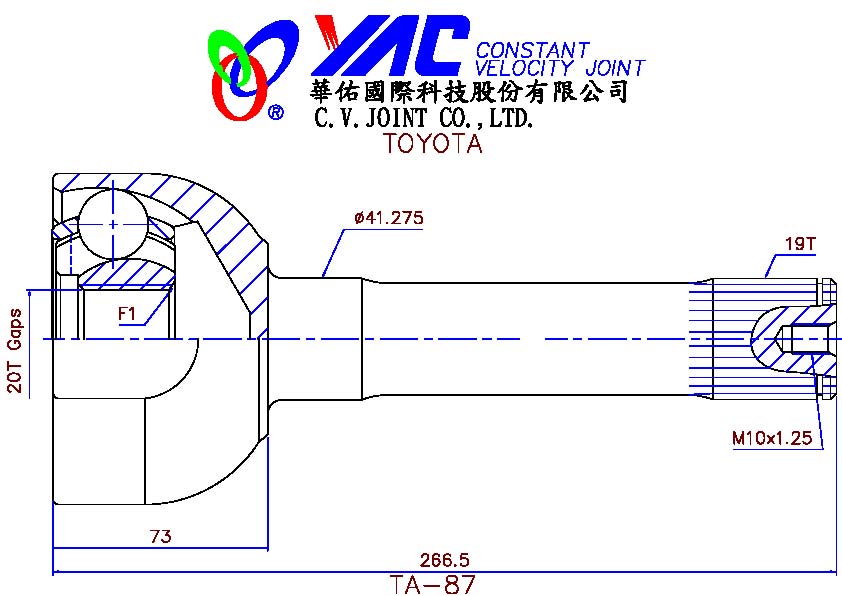 YAC CONSTANT
VELOCITY JOINT
®
華佑國際科技股份有限公司
C.V.JOINT CO.,LTD.
TOYOTA
ø41.275
19T
F1
20T Gaps
M10x1.25
73
266.5
TA-87